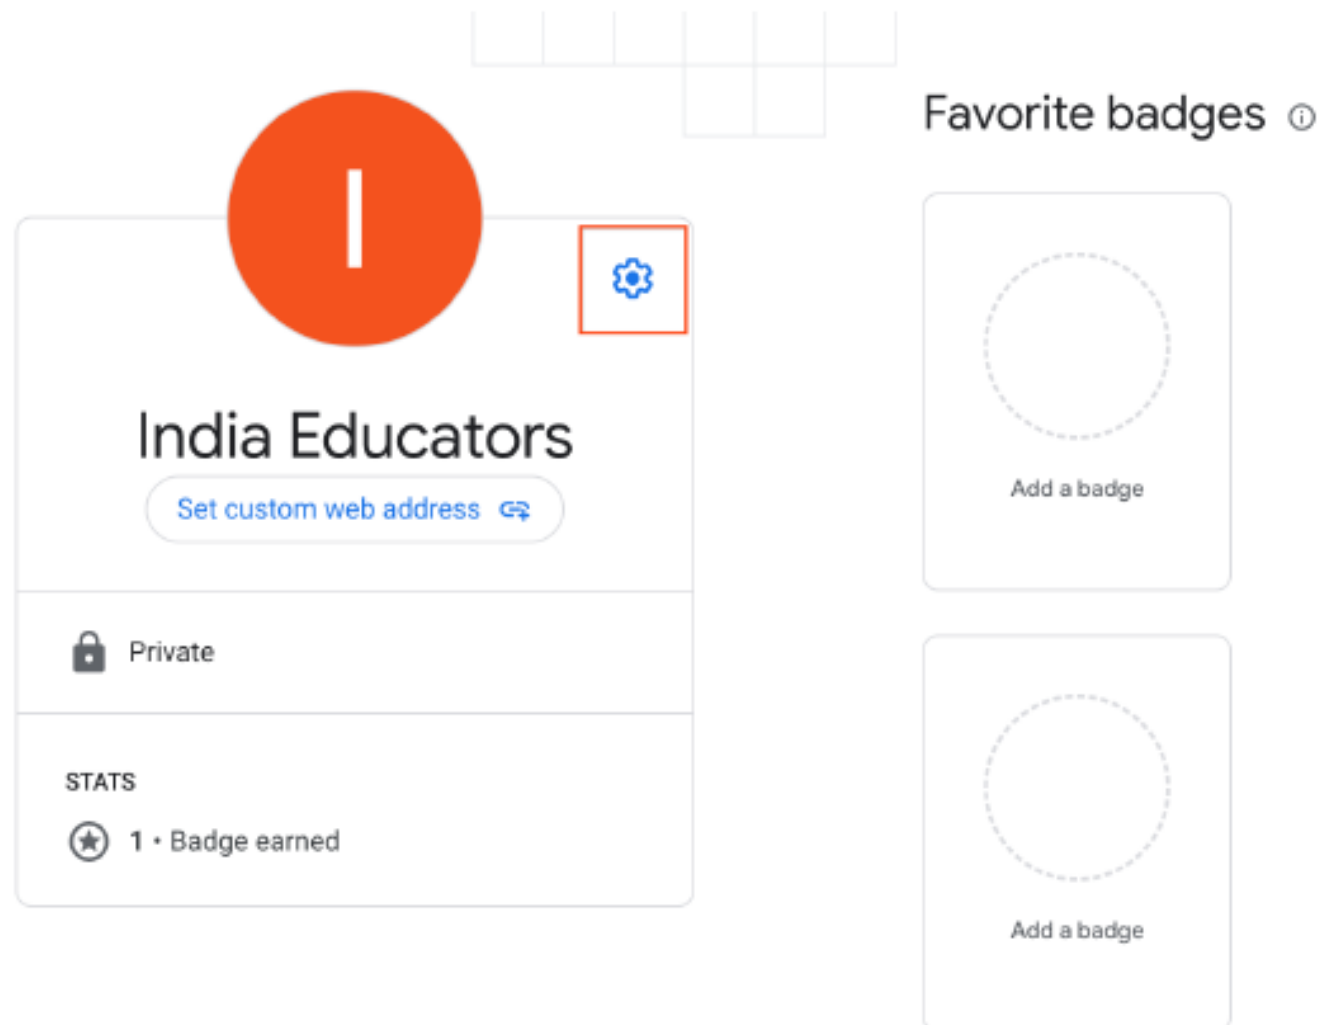 I
India Educators
Set custom web address
Private
STATS
1 • Badge earned
Favorite badges
Add a badge
Add a badge